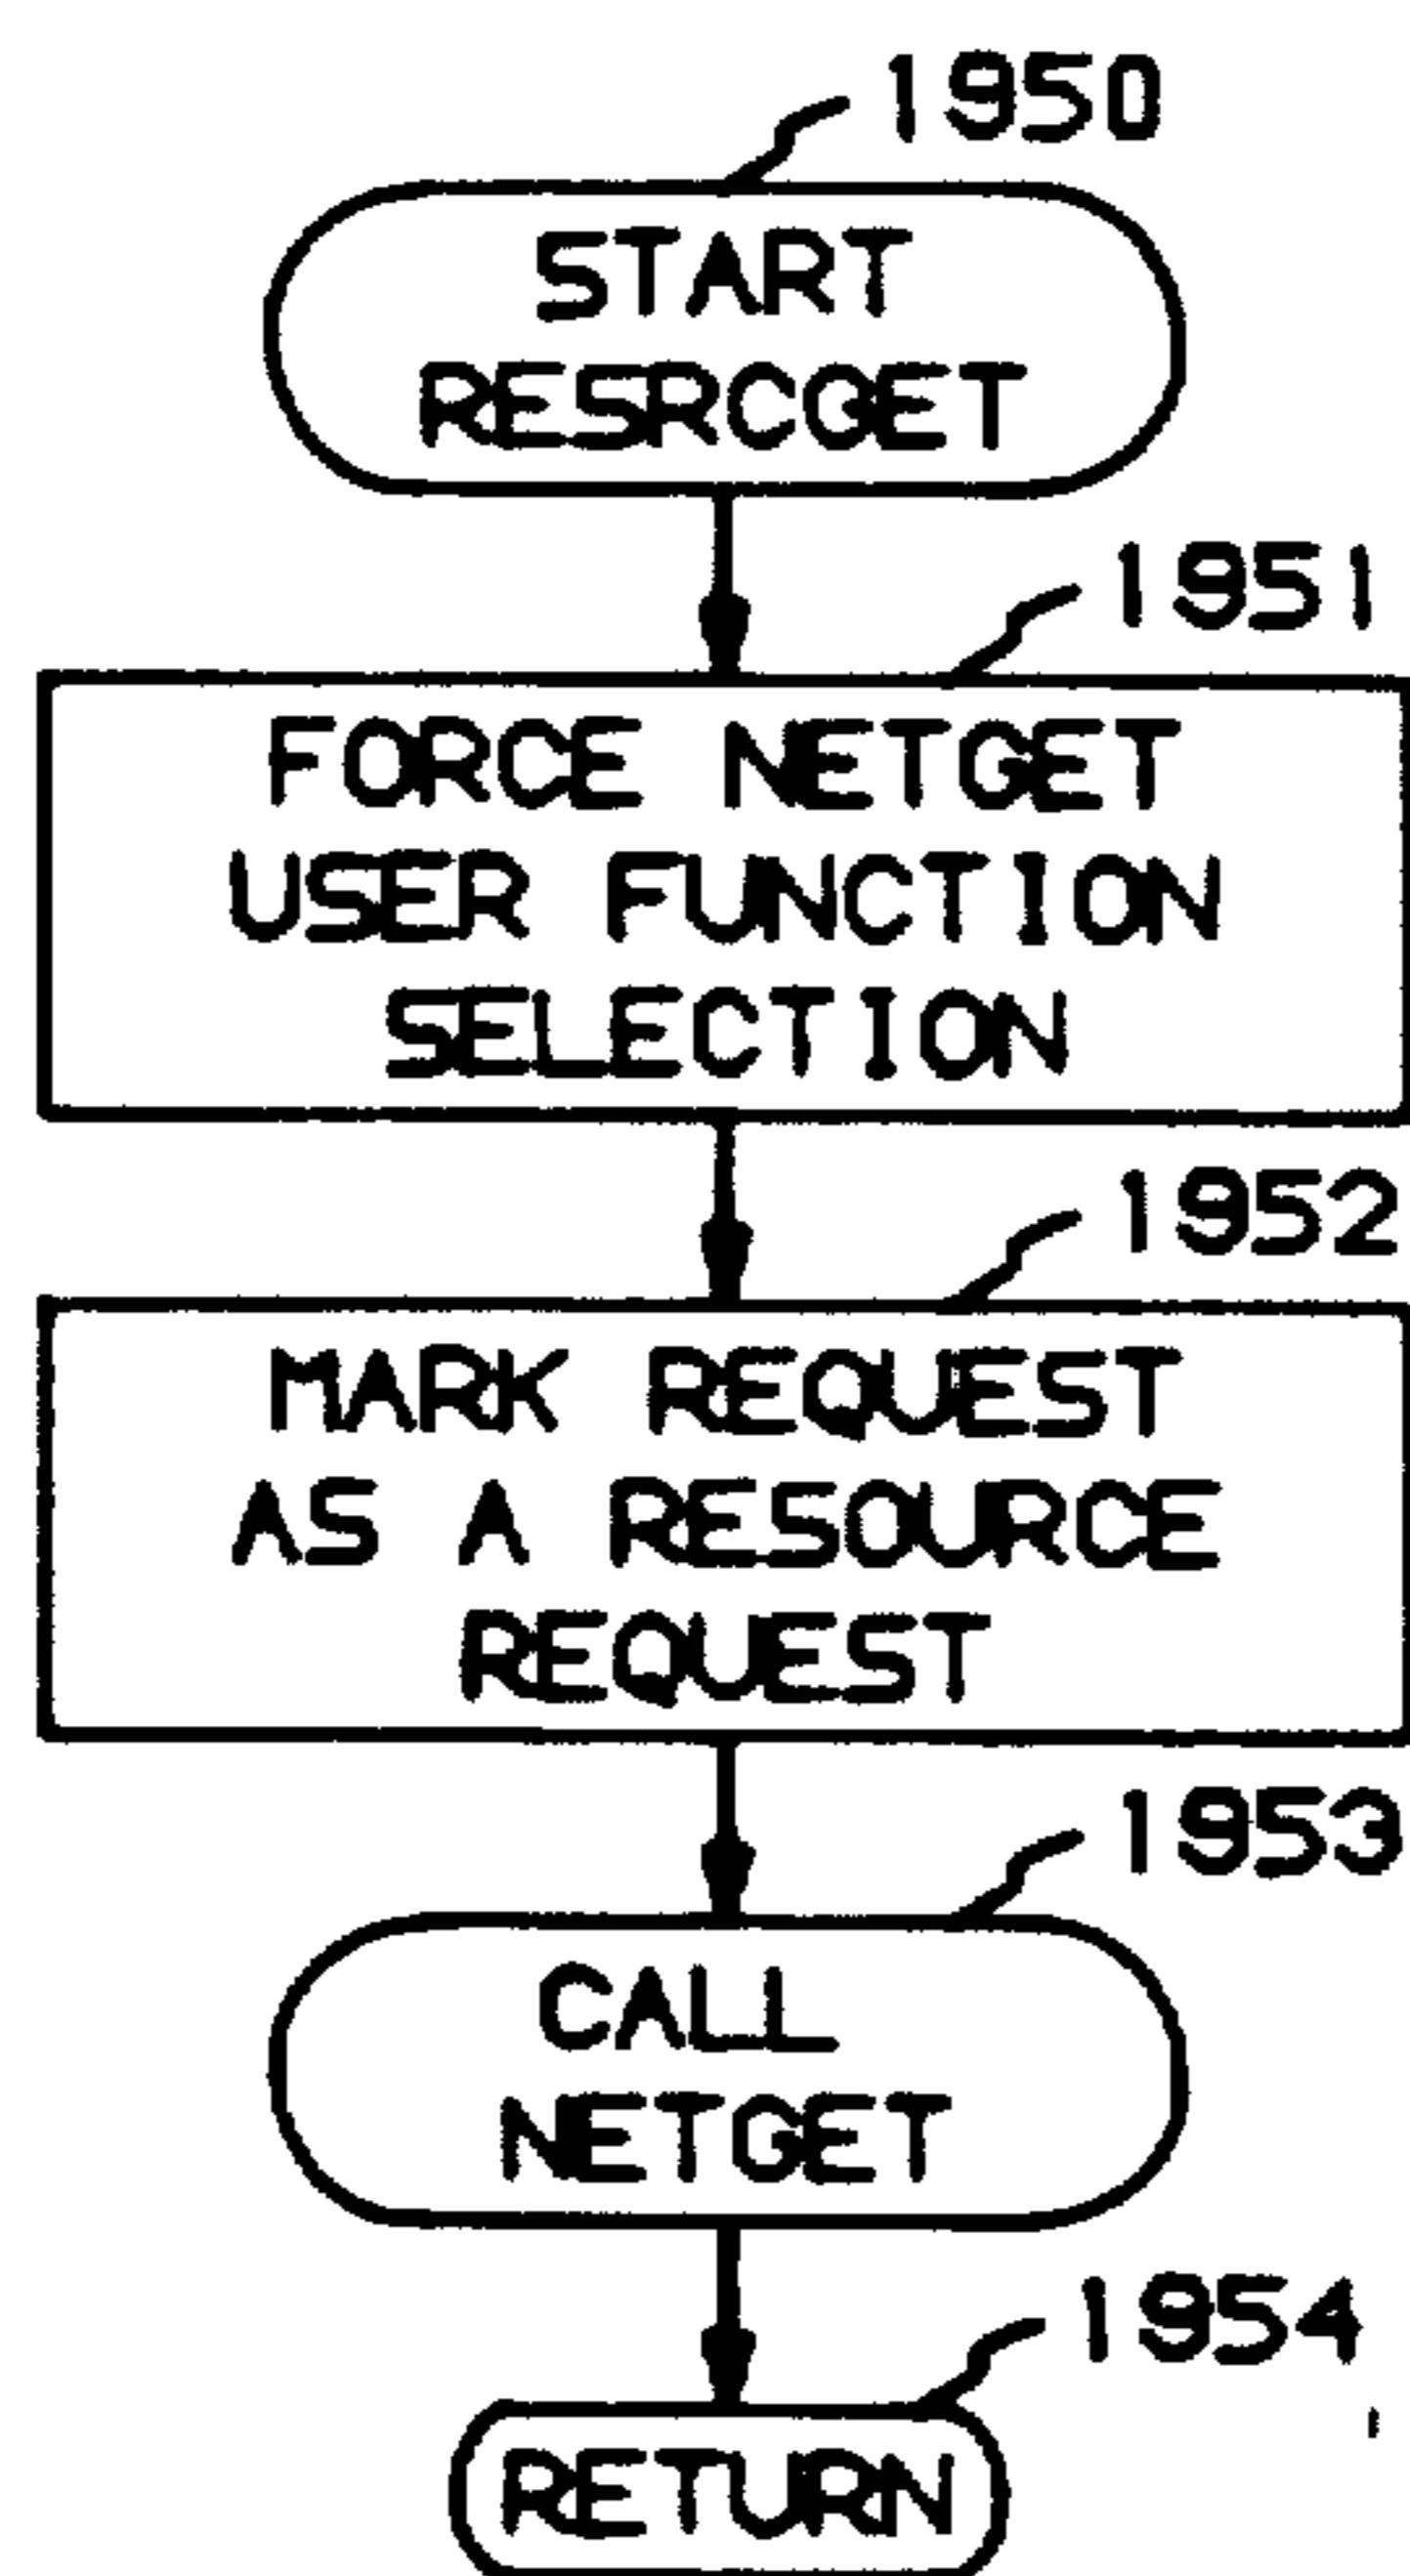 1950
START
RESRCGET
1951
FORCE NETGET
USER FUNCTION
SELECTION
1952
MARK REQUEST
AS A RESOURCE
REQUEST
1953
CALL
NETGET
1954
RETURN